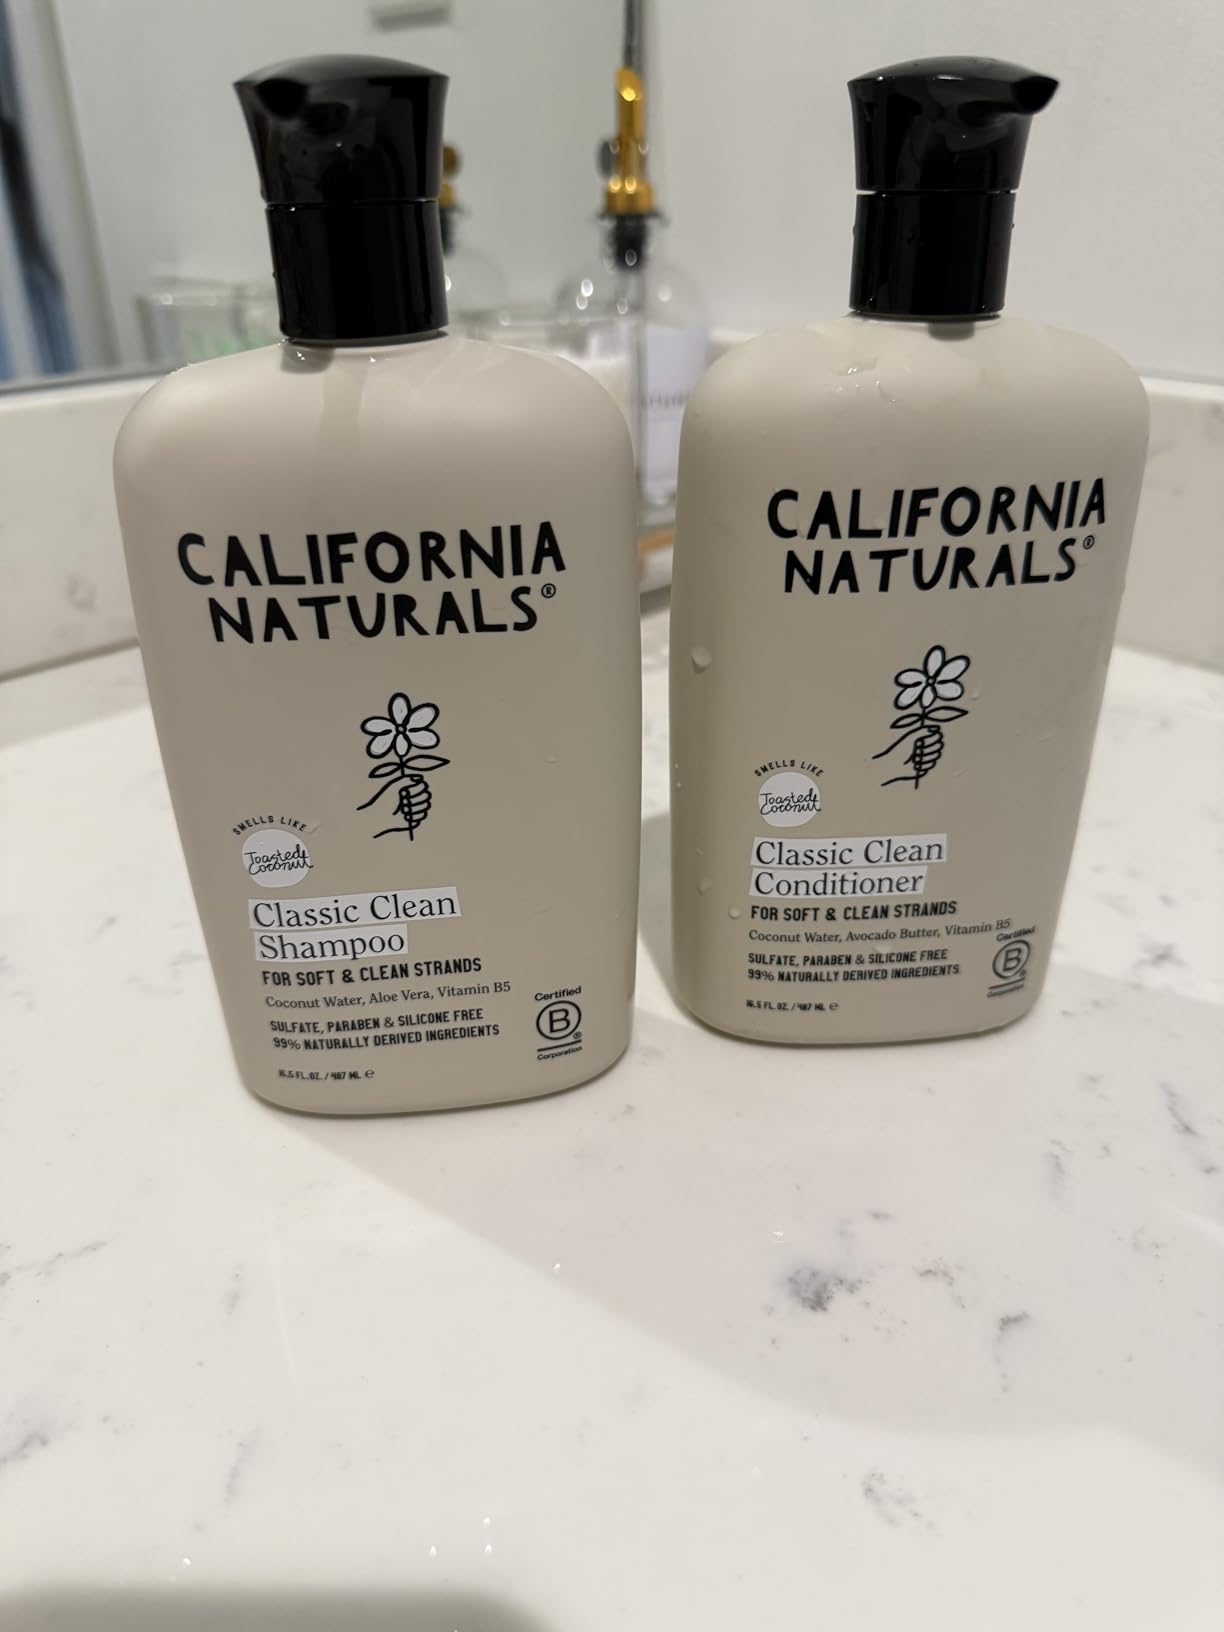 CALIFORNIA
NATURALS®
SMELLS LIKE
Toasted
Coconut
Classic Clean
Shampoo
FOR SOFT & CLEAN STRANDS
Coconut Water, Aloe Vera, Vitamin B5
SULFATE, PARABEN & SILICONE FREE
99% NATURALLY DERIVED INGREDIENTS
16.5 FL.OZ. / 487 ML ℮
Certified
B®
Corporation
CALIFORNIA
NATURALS®
SMELLS LIKE
Toasted
Coconut
Classic Clean
Conditioner
FOR SOFT & CLEAN STRANDS
Coconut Water, Avocado Butter, Vitamin B5
SULFATE, PARABEN & SILICONE FREE
99% NATURALLY DERIVED INGREDIENTS
16.5 FL.OZ. / 487 ML ℮
Certified
B®
Corporation